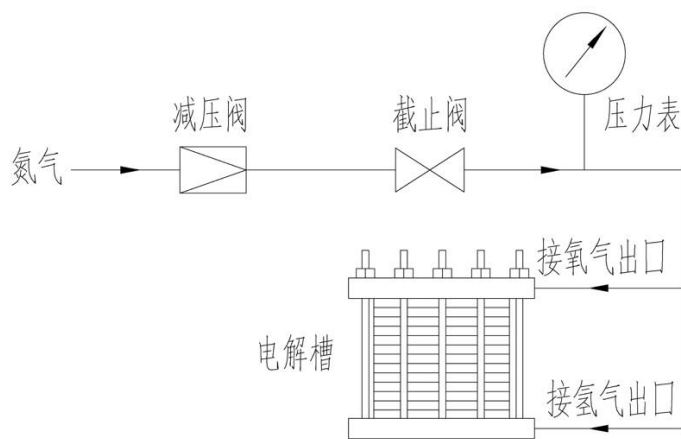 减压阀
截止阀
压力表
氮气
接氧气出口
电解槽
接氢气出口